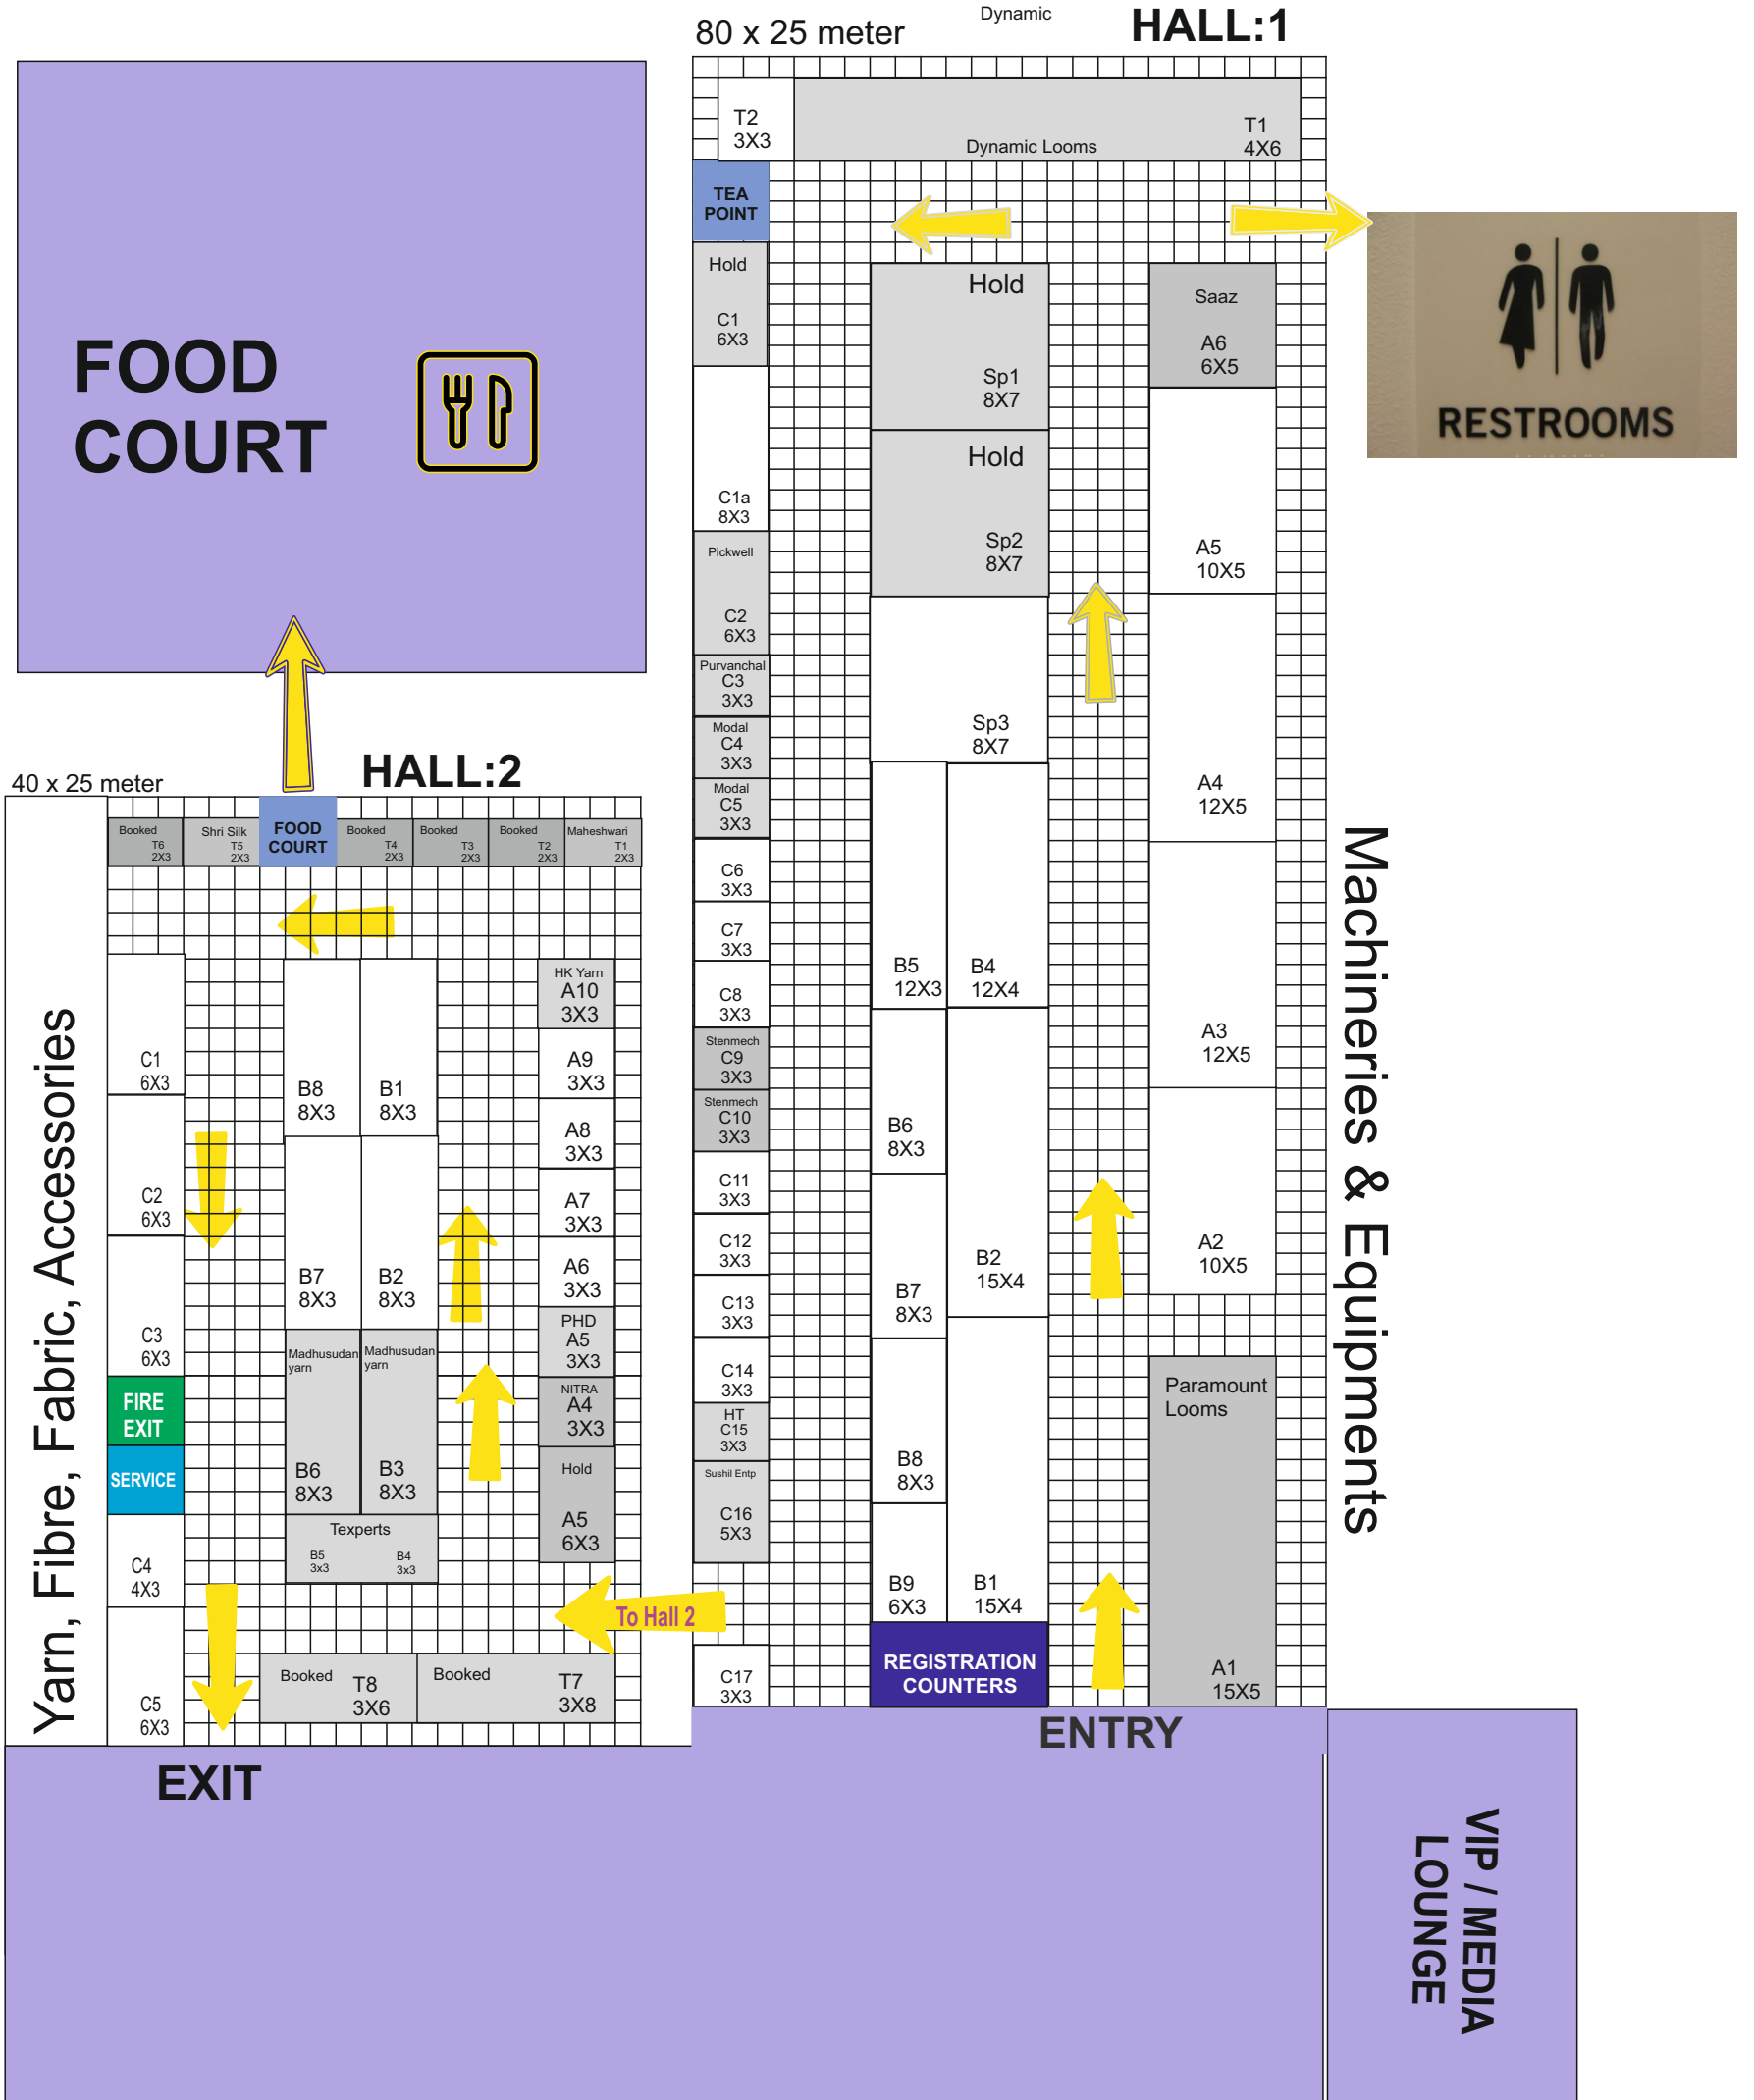 Dynamic
80 x 25 meter
HALL:1
T2
3X3
Dynamic Looms
T1
4X6
TEA
POINT
Hold
C1
6X3
C1a
8X3
Pickwell
C2
6X3
Purvanchal
C3
3X3
Modal
C4
3X3
Modal
C5
3X3
C6
3X3
C7
3X3
C8
3X3
Stenmech
C9
3X3
Stenmech
C10
3X3
C11
3X3
C12
3X3
C13
3X3
C14
3X3
HT
C15
3X3
Sushil Entp
C16
5X3
To Hall 2
C17
3X3
Hold
Sp1
8X7
Hold
Sp2
8X7
Sp3
8X7
B5
12X3
B4
12X4
B6
8X3
B2
15X4
B7
8X3
B8
8X3
B9
6X3
B1
15X4
REGISTRATION
COUNTERS
Saaz
A6
6X5
A5
10X5
A4
12X5
A3
12X5
A2
10X5
Paramount
Looms
A1
15X5
RESTROOMS
Machineries & Equipments
ENTRY
VIP / MEDIA
LOUNGE
FOOD
COURT
40 x 25 meter
HALL:2
Booked
T6
2X3
Shri Silk
T5
2X3
FOOD
COURT
Booked
T4
2X3
Booked
T3
2X3
Booked
T2
2X3
Maheshwari
T1
2X3
Yarn, Fibre, Fabric, Accessories
C1
6X3
C2
6X3
C3
6X3
FIRE
EXIT
SERVICE
C4
4X3
C5
6X3
B8
8X3
B1
8X3
B7
8X3
B2
8X3
Madhusudan
yarn
B6
8X3
Madhusudan
yarn
B3
8X3
Texperts
B5
3x3
B4
3x3
HK Yarn
A10
3X3
A9
3X3
A8
3X3
A7
3X3
A6
3X3
PHD
A5
3X3
NITRA
A4
3X3
Hold
A5
6X3
Booked
T8
3X6
Booked
T7
3X8
EXIT